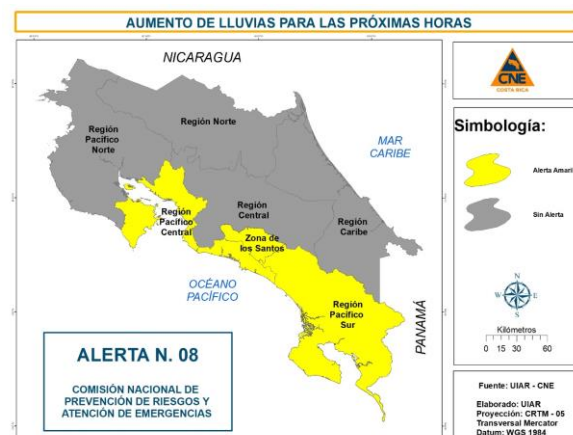 AUMENTO DE LLUVIAS PARA LAS PRÓXIMAS HORAS
NICARAGUA
Región
Pacífico
Norte
Región Norte
MAR
CARIBE
Región
Pacífico
Central
Región
Central
Región
Caribe
Zona de
los Santos
OCÉANO
PACÍFICO
Región
Pacífico
Sur
PANAMÁ
ALERTA N. 08
COMISIÓN NACIONAL DE
PREVENCIÓN DE RIESGOS Y
ATENCIÓN DE EMERGENCIAS
CNE
COSTA RICA
Simbología:
Alerta Amaril
Sin Alerta
N
W
E
S
Kilómetros
0 15 30 60
Fuente: UIAR - CNE
Elaborado: UIAR
Proyección: CRTM - 05
Transversal Mercator
Datum: WGS 1984